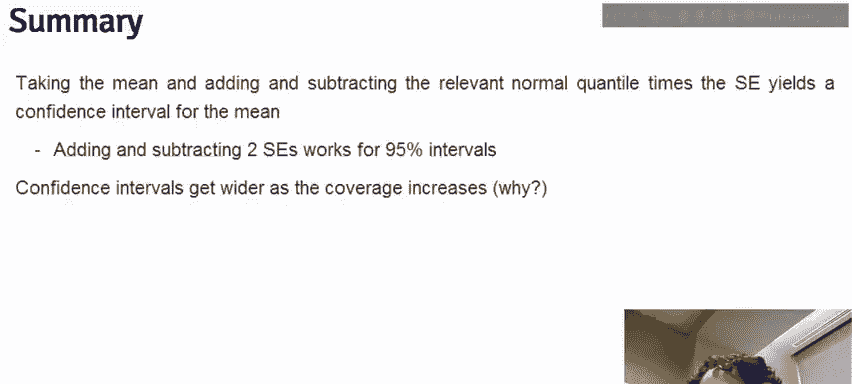 Summary
Taking the mean and adding and subtracting the relevant normal quantile times the SE yields a
confidence interval for the mean
- Adding and subtracting 2 SEs works for 95% intervals
Confidence intervals get wider as the coverage increases (why?)